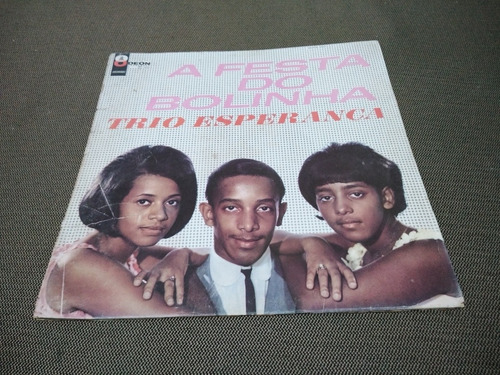 ODEON
A FESTA
DO
BOLINHA
TRIO ESPERANÇA